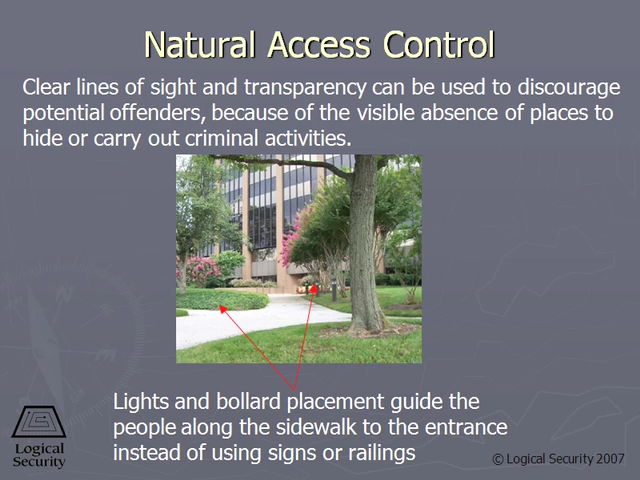 Natural Access Control
Clear lines of sight and transparency can be used to discourage
potential offenders, because of the visible absence of places to
hide or carry out criminal activities.
Lights and bollard placement guide the
people along the sidewalk to the entrance
instead of using signs or railings
Logical
Security
© Logical Security 2007